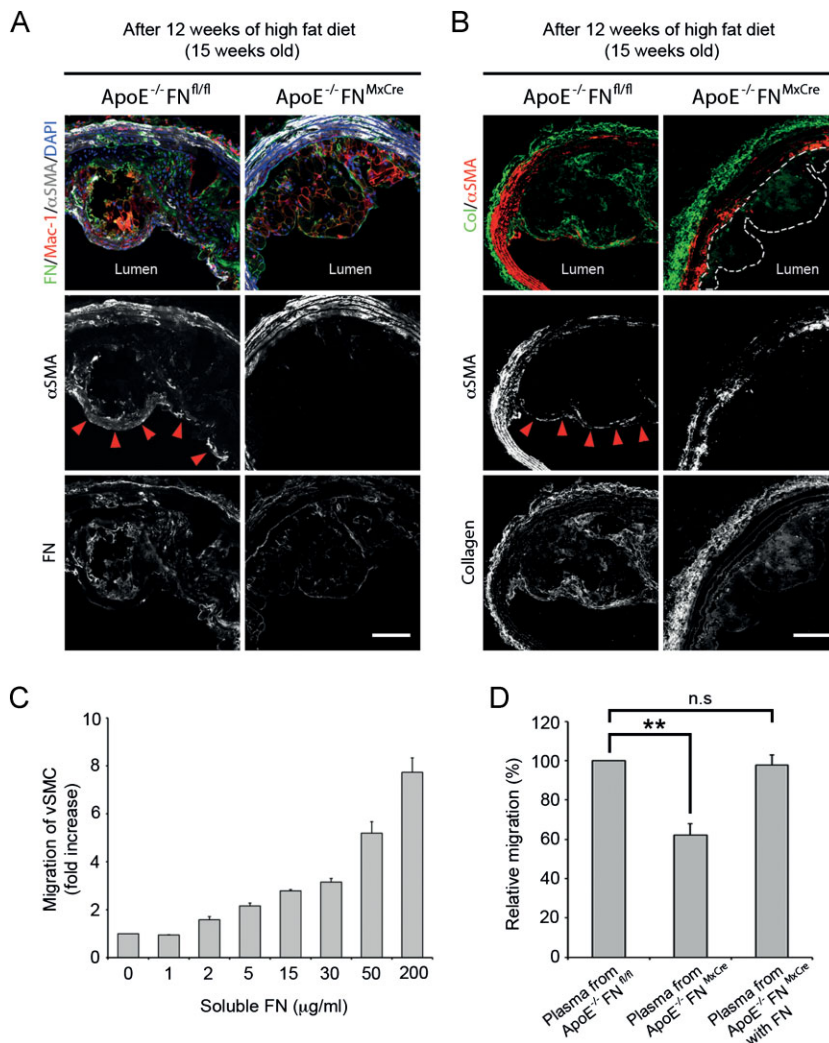 A
After 12 weeks of high fat diet
(15 weeks old)
ApoE-/-FNfl/fl
ApoE-/-FNMxCre
FN/Mac-1/αSMA/DAPI
Lumen
Lumen
αSMA
FN
B
After 12 weeks of high fat diet
(15 weeks old)
ApoE-/-FNfl/fl
ApoE-/-FNMxCre
Col/αSMA
Lumen
Lumen
αSMA
Collagen
C
Migration of vSMC
(fold increase)
10
8
6
4
2
0
0 1 2 5 15 30 50 200
Soluble FN (μg/ml)
D
n.s
**
Relative migration (%)
120
100
80
60
40
20
0
Plasma from
ApoE-/-FNfl/fl
Plasma from
ApoE-/-FNMxCre
Plasma from
ApoE-/-FNMxCre
with FN